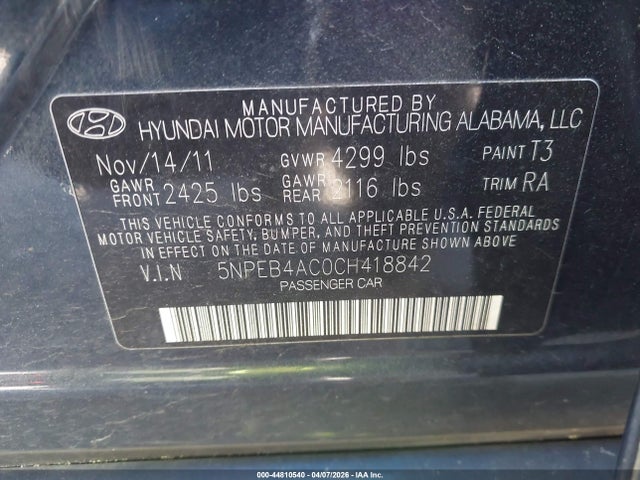 MANUFACTURED BY
HYUNDAI MOTOR MANUFACTURING ALABAMA, LLC
Nov/14/11 GVWR 4299 lbs PAINT T3
GAWR FRONT 2425 lbs GAWR REAR 2116 lbs TRIM RA
THIS VEHICLE CONFORMS TO ALL APPLICABLE U.S.A. FEDERAL
MOTOR VEHICLE SAFETY, BUMPER, AND THEFT PREVENTION STANDARDS
IN EFFECT ON THE DATE OF MANUFACTURE SHOWN ABOVE
V.I.N 5NPEB4AC0CH418842
PASSENGER CAR
000-44810540 - 04/07/2026 - IAA Inc.